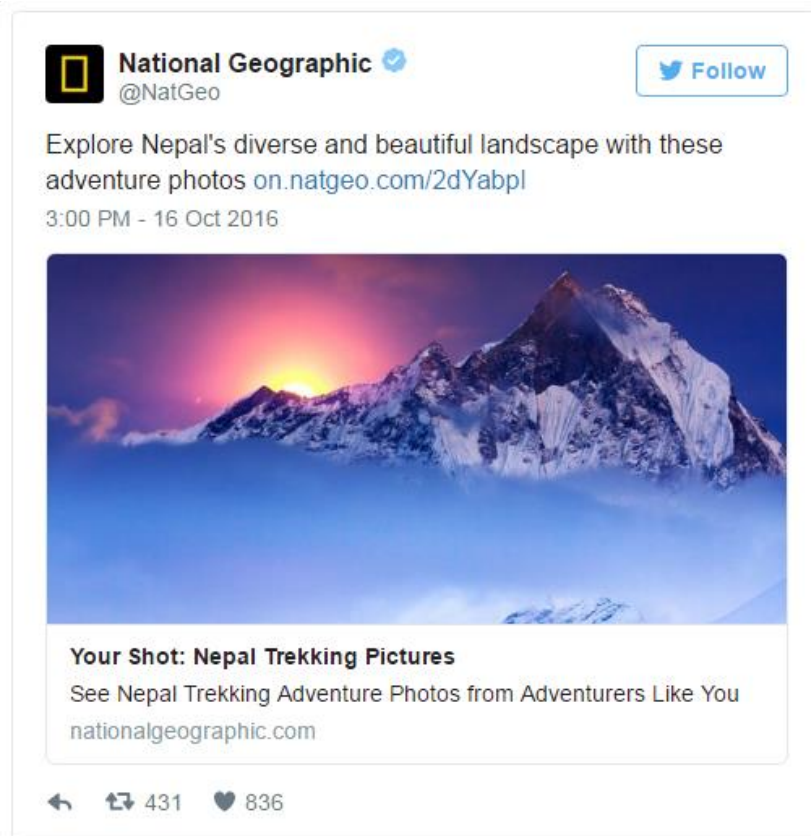 National Geographic
@NatGeo
Follow
Explore Nepal's diverse and beautiful landscape with these
adventure photos on.natgeo.com/2dYabpl
3:00 PM - 16 Oct 2016
Your Shot: Nepal Trekking Pictures
See Nepal Trekking Adventure Photos from Adventurers Like You
nationalgeographic.com
431 836